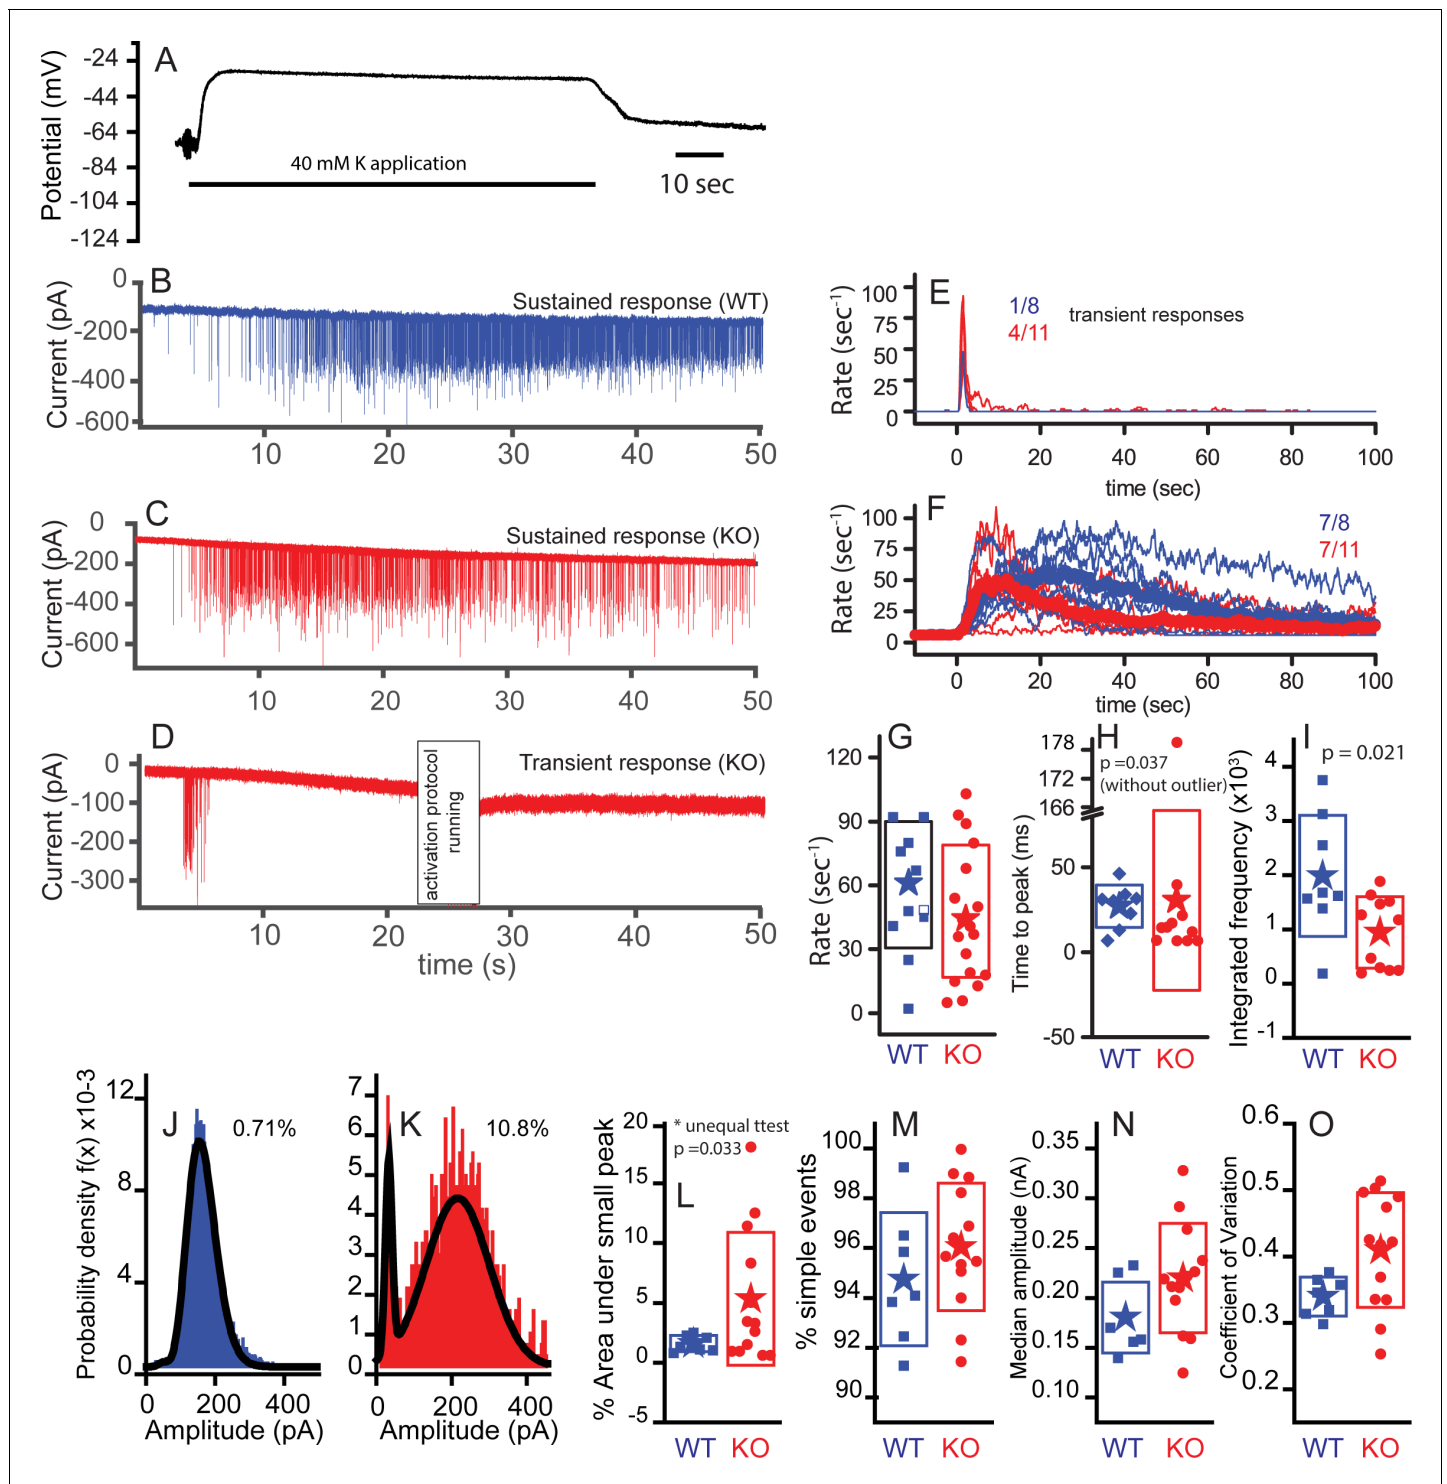 A
Potential (mV)
-24
-44
-64
-84
-104
-124
40 mM K application
10 sec
B
Sustained response (WT)
Current (pA)
0
-200
-400
-600
10 20 30 40 50
C
Sustained response (KO)
Current (pA)
0
-200
-400
-600
10 20 30 40 50
D
Transient response (KO)
Current (pA)
0
-100
-200
-300
activation protocol
running
10 20 30 40 50
time (s)
E
1/8
4/11
transient responses
Rate (sec-1)
100
75
50
25
0
0 20 40 60 80 100
time (sec)
F
7/8
7/11
Rate (sec-1)
100
75
50
25
0
0 20 40 60 80 100
time (sec)
G
Rate (sec-1)
120
90
60
30
0
WT KO
H
p =0.037
(without outlier)
Time to peak (ms)
178
172
166
50
0
-50
WT KO
I
p = 0.021
Integrated frequency (x10³)
4
3
2
1
0
-1
WT KO
J
0.71%
Probability density f(x) x10-3
12
8
4
0
0 200 400
Amplitude (pA)
K
10.8%
7
6
5
4
3
2
1
0
0 200 400
Amplitude (pA)
L
* unequal ttest
p =0.033
% Area under small peak
20
15
10
5
0
-5
WT KO
M
% simple events
100
98
96
94
92
90
WT KO
N
Median amplitude (nA)
0.35
0.30
0.25
0.20
0.15
0.10
WT KO
O
Coefficient of Variation
0.6
0.5
0.4
0.3
0.2
WT KO